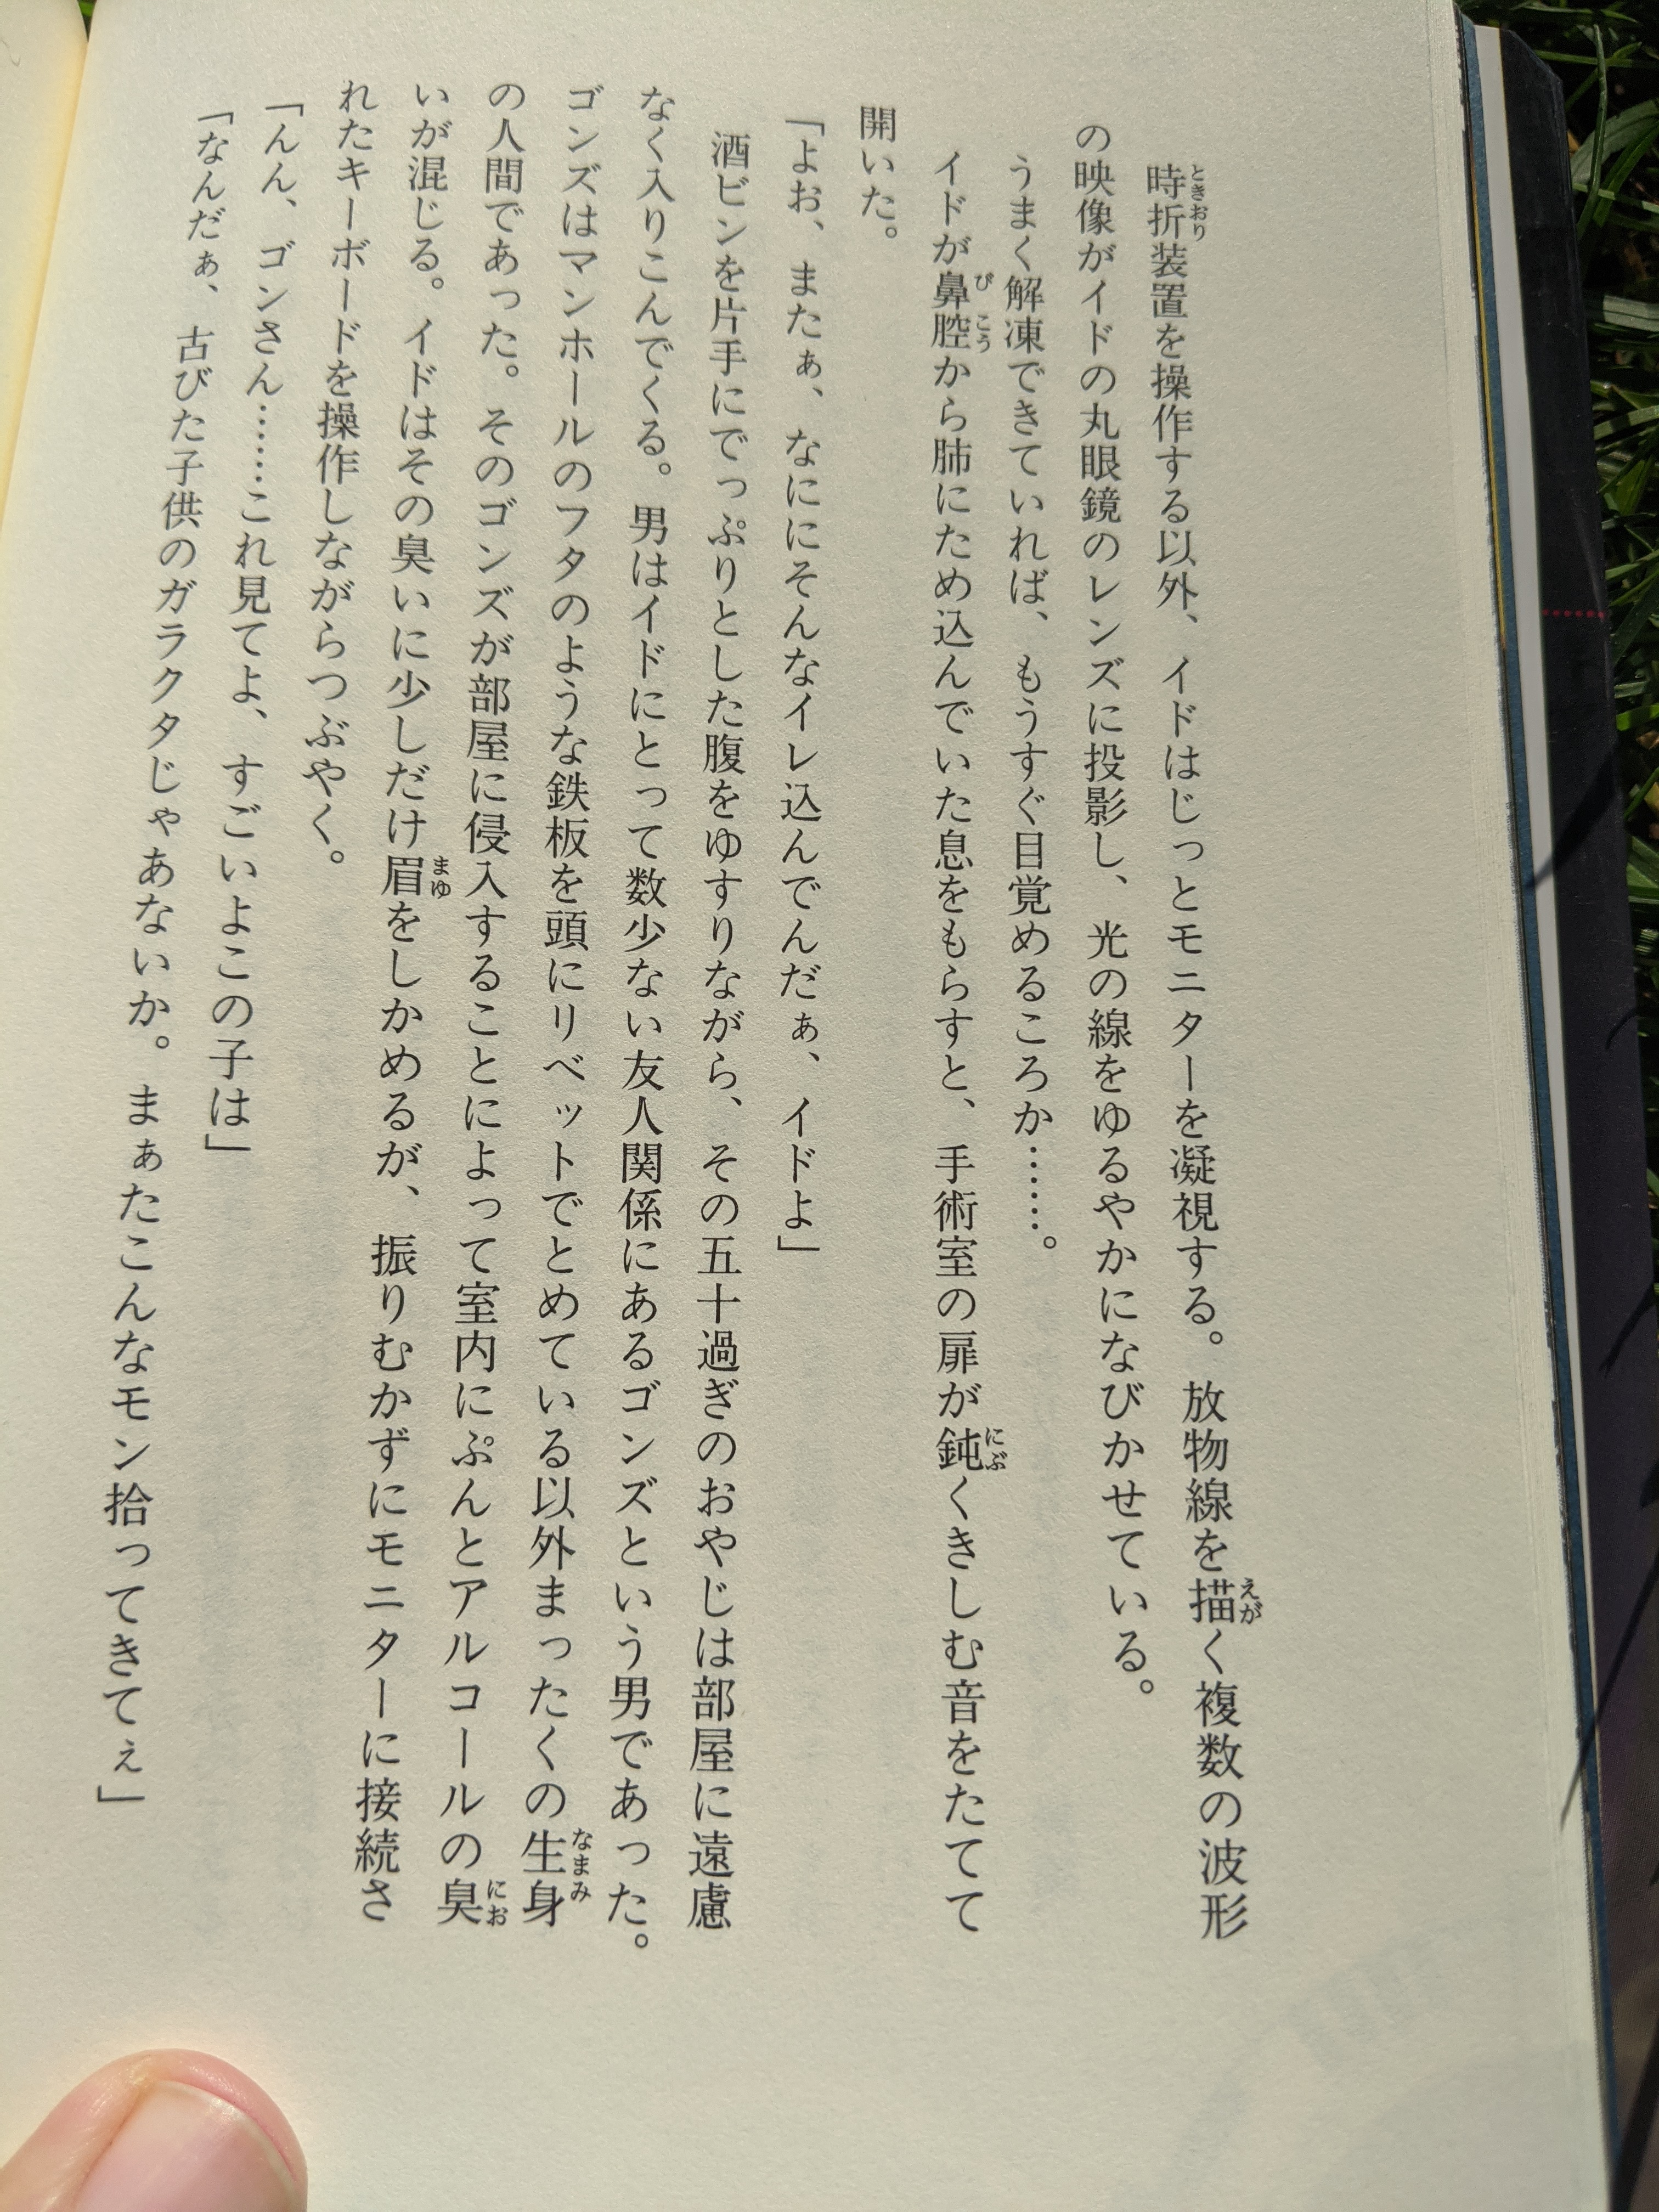 時折装置を操作する以外、イドはじっとモニターを凝視する。放物線を描く複数の波形
の映像がイドの丸眼鏡のレンズに投影し、光の線をゆるやかになびかせている。
うまく解凍できていれば、もうすぐ目覚めるころか……。
イドが鼻腔から肺にため込んでいた息をもらすと、手術室の扉が鈍くきしむ音をたてて
開いた。
「よお、またぁ、なににそんなイレ込んでんだぁ、イドよ」
酒ビンを片手にでっぷりとした腹をゆすりながら、その五十過ぎのおやじは部屋に遠慮
なく入りこんでくる。男はイドにとって数少ない友人関係にあるゴンズという男であった。
ゴンズはマンホールのフタのような鉄板を頭にリベットでとめている以外まったくの生身
の人間であった。そのゴンズが部屋に侵入することによって室内にぷんとアルコールの臭
いが混じる。イドはその臭いに少しだけ眉をしかめるが、振りむかずにモニターに接続さ
れたキーボードを操作しながらつぶやく。
「んん、ゴンさん……これ見てよ、すごいよこの子は」
「なんだぁ、古びた子供のガラクタじゃあないか。まぁたこんなモン拾ってきてぇ」